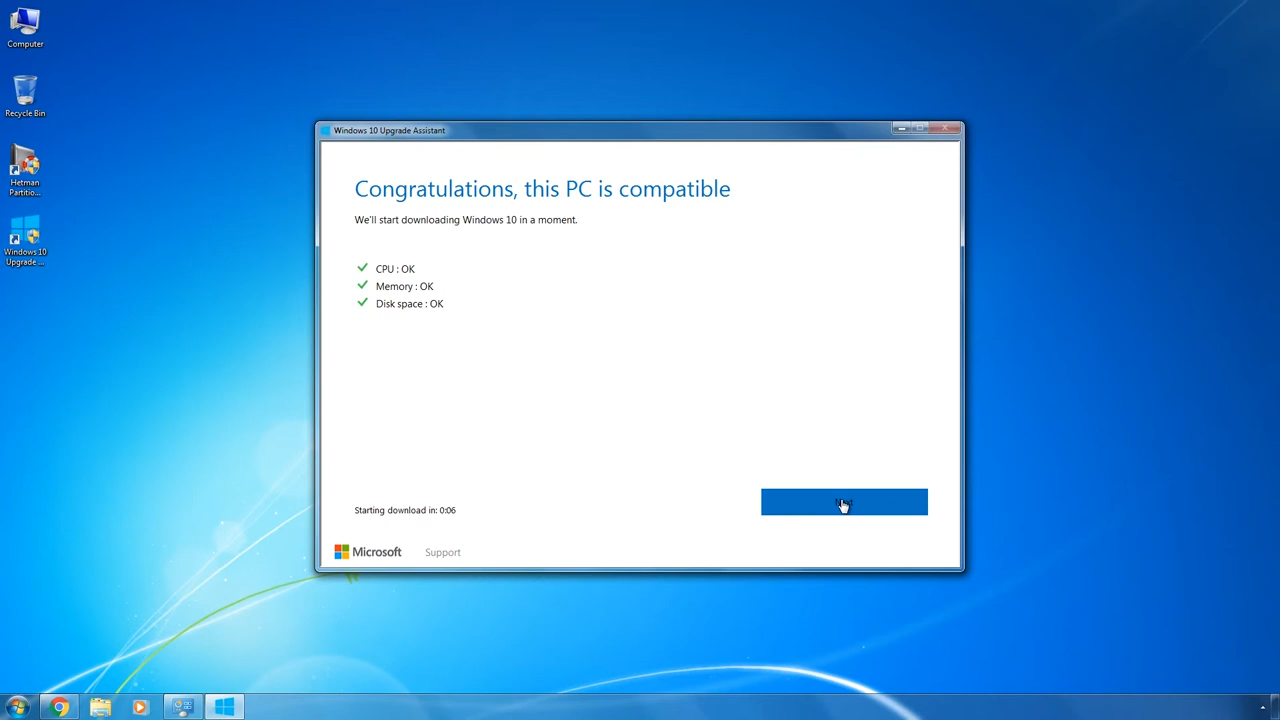 Computer
Recycle Bin
Hetman
Partitio...
Windows 10
Upgrade ...
Windows 10 Upgrade Assistant
Congratulations, this PC is compatible
We'll start downloading Windows 10 in a moment.
CPU : OK
Memory : OK
Disk space : OK
Starting download in: 0:06
Next
Microsoft
Support